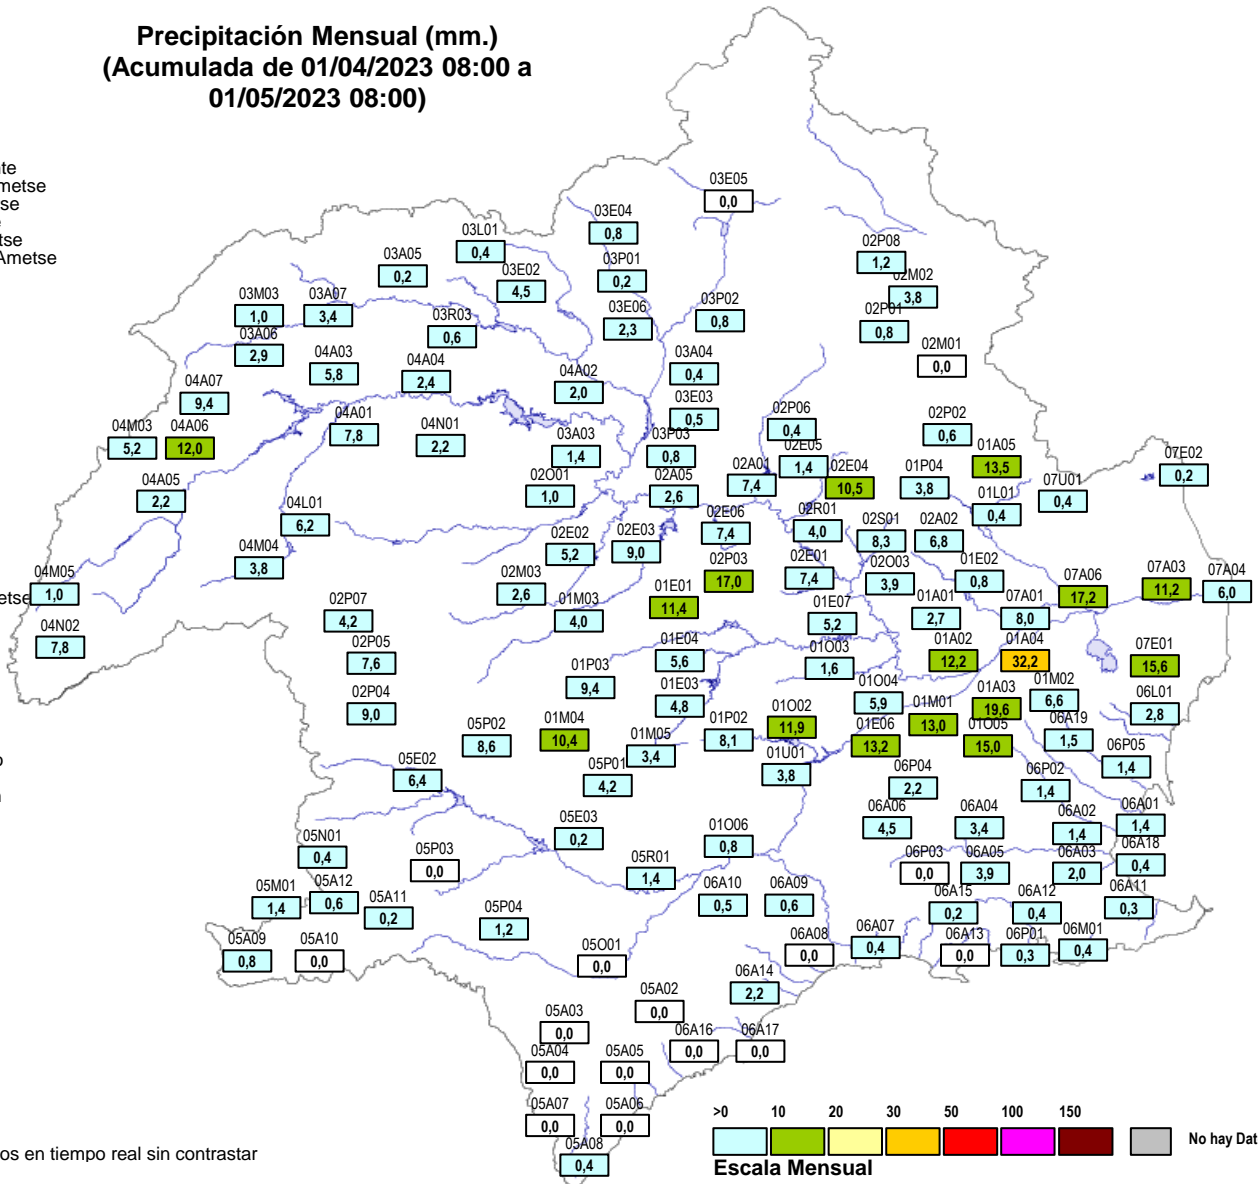 Precipitación Mensual (mm.)
(Acumulada de 01/04/2023 08:00 a
01/05/2023 08:00)
03E05
0,0
03E04
0,8
03L01
0,4
03A05
0,2
03E02
4,5
03P01
0,2
02P08
1,2
02M02
3,8
03M03
1,0
03A07
3,4
03R03
0,6
03E06
2,3
03P02
0,8
02P01
0,8
03A06
2,9
04A03
5,8
04A04
2,4
04A02
2,0
03A04
0,4
02M01
0,0
04A07
9,4
03E03
0,5
04M03
5,2
04A06
12,0
04A01
7,8
04N01
2,2
03A03
1,4
03P03
0,8
02P06
0,4
02P02
0,6
02E05
1,4
01A05
13,5
07E02
0,2
04A05
2,2
02O01
1,0
02A05
2,6
02A01
7,4
02E04
10,5
01P04
3,8
07U01
0,4
04L01
6,2
01L01
0,4
02E06
7,4
02R01
4,0
02S01
8,3
02A02
6,8
02E02
5,2
02E03
9,0
04M04
3,8
02P03
17,0
02E01
7,4
02O03
3,9
01E02
0,8
04M05
1,0
02M03
2,6
01M03
4,0
01E01
11,4
07A06
17,2
07A03
11,2
07A04
6,0
02P07
4,2
01E07
5,2
01A01
2,7
07A01
8,0
04N02
7,8
02P05
7,6
01E04
5,6
01O03
1,6
01A02
12,2
01A04
32,2
07E01
15,6
01P03
9,4
01E03
4,8
01O04
5,9
01A03
19,6
01M02
6,6
02P04
9,0
06L01
2,8
05P02
8,6
01M04
10,4
01M05
3,4
01P02
8,1
01O02
11,9
01E06
13,2
01M01
13,0
01O05
15,0
06A19
1,5
06P05
1,4
05E02
6,4
05P01
4,2
01U01
3,8
06P04
2,2
06P02
1,4
05E03
0,2
01O06
0,8
06A06
4,5
06A04
3,4
06A02
1,4
06A01
1,4
05N01
0,4
05P03
0,0
05R01
1,4
06P03
0,0
06A05
3,9
06A03
2,0
06A18
0,4
05M01
1,4
05A12
0,6
05A11
0,2
05P04
1,2
06A10
0,5
06A09
0,6
06A15
0,2
06A12
0,4
06A11
0,3
05A09
0,8
05A10
0,0
05O01
0,0
06A08
0,0
06A07
0,4
06A13
0,0
06P01
0,3
06M01
0,4
06A14
2,2
05A02
0,0
05A03
0,0
06A16
0,0
06A17
0,0
05A04
0,0
05A05
0,0
05A07
0,0
05A06
0,0
05A08
0,4
>0 10 20 30 50 100 150
No hay Dat
Escala Mensual
os en tiempo real sin contrastar